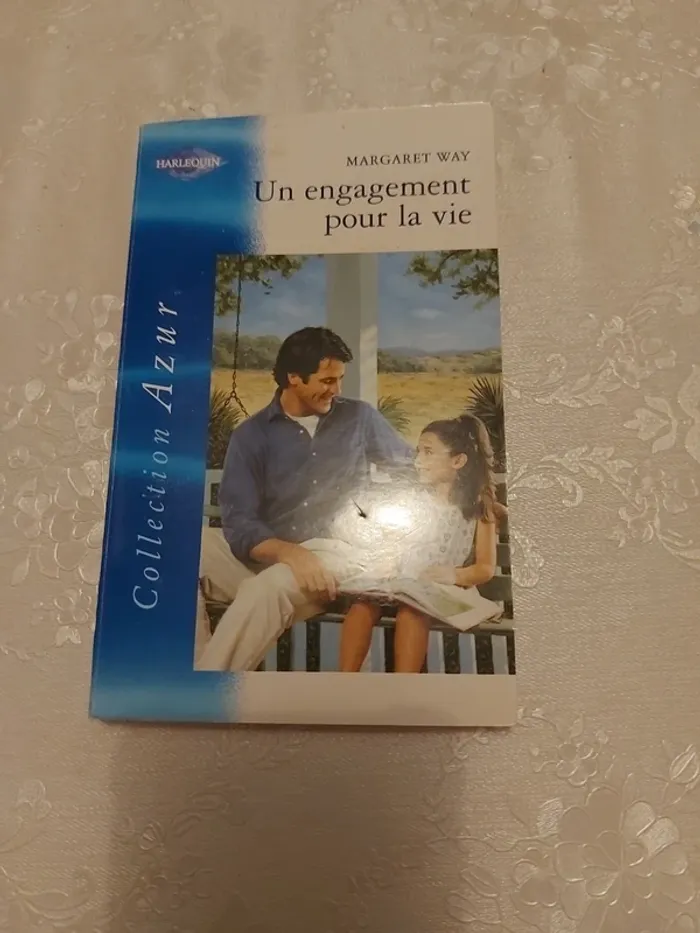 HARLEQUIN
MARGARET WAY
Un engagement
pour la vie
Collection Azur